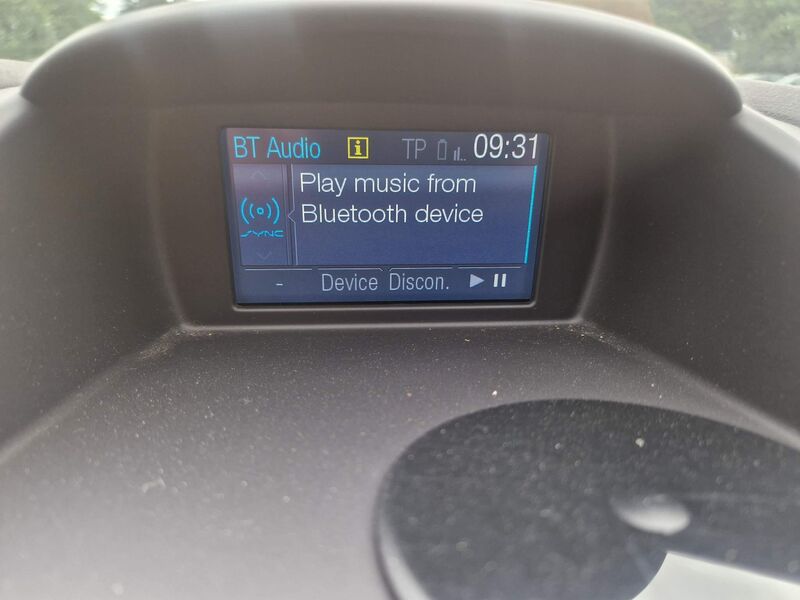 BT Audio i TP 09:31
Play music from
Bluetooth device
SYNC
- Device Discon.